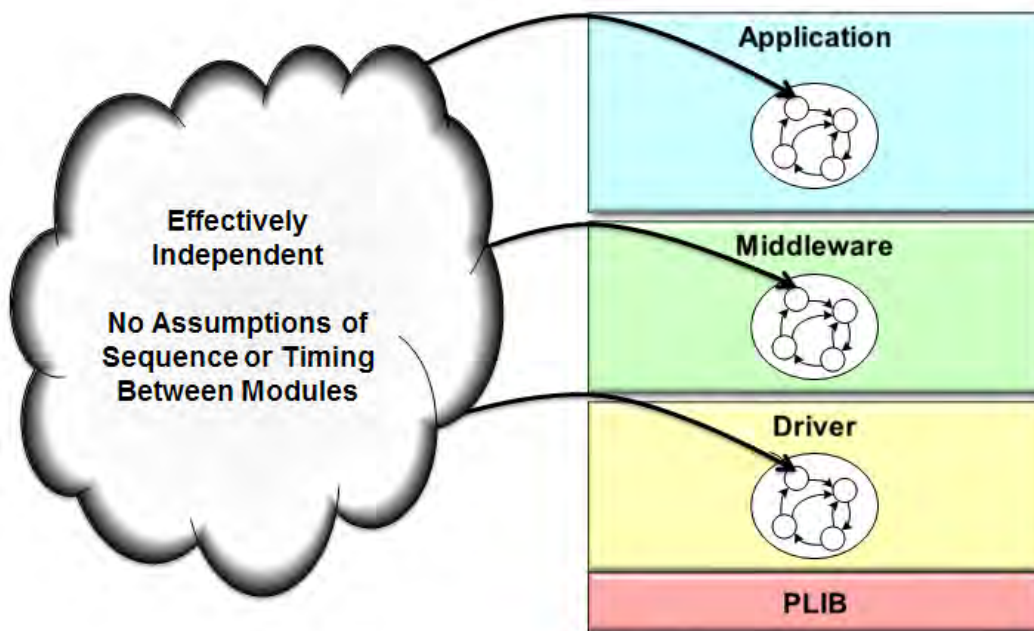 Effectively
Independent
No Assumptions of
Sequence or Timing
Between Modules
Application
Middleware
Driver
PLIB